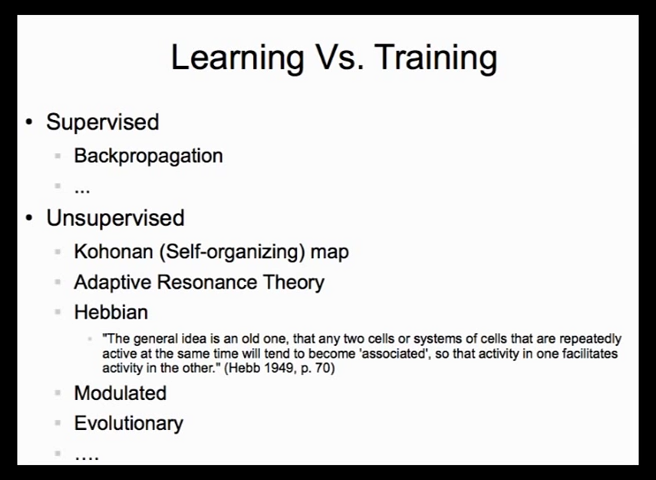 Learning Vs. Training
• Supervised
▪ Backpropagation
▪ ...
• Unsupervised
▪ Kohonan (Self-organizing) map
▪ Adaptive Resonance Theory
▪ Hebbian
▪ "The general idea is an old one, that any two cells or systems of cells that are repeatedly
active at the same time will tend to become 'associated', so that activity in one facilitates
activity in the other." (Hebb 1949, p. 70)
▪ Modulated
▪ Evolutionary
▪ ....